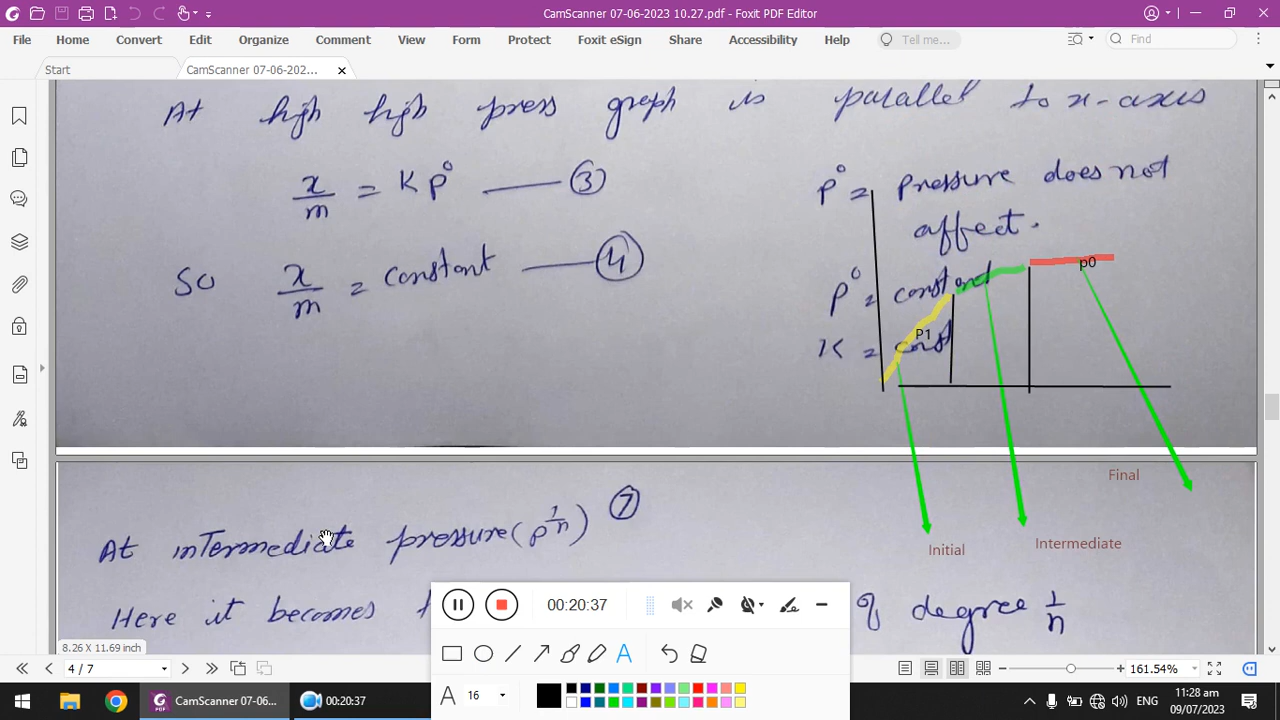 CamScanner 07-06-2023 10.27.pdf - Foxit PDF Editor
File Home Convert Edit Organize Comment View Form Protect Foxit eSign Share Accessibility Help Tell me... Find
Start CamScanner 07-06-202...
At high high press graph is parallel to x-axis
x/m = K p⁰ —— ③
p⁰ = Pressure does not
affect.
So x/m = constant —— ④
p⁰ = constant
p0
K = const
P1
Final
At intermediate pressure (p^1/n) ⑦
Initial
Intermediate
Here it becomes
of degree 1/n
8.26 x 11.69 inch
00:20:37
A 16
4 / 7
161.54%
CamScanner 07-06...
00:20:37
ENG
11:28 am
09/07/2023